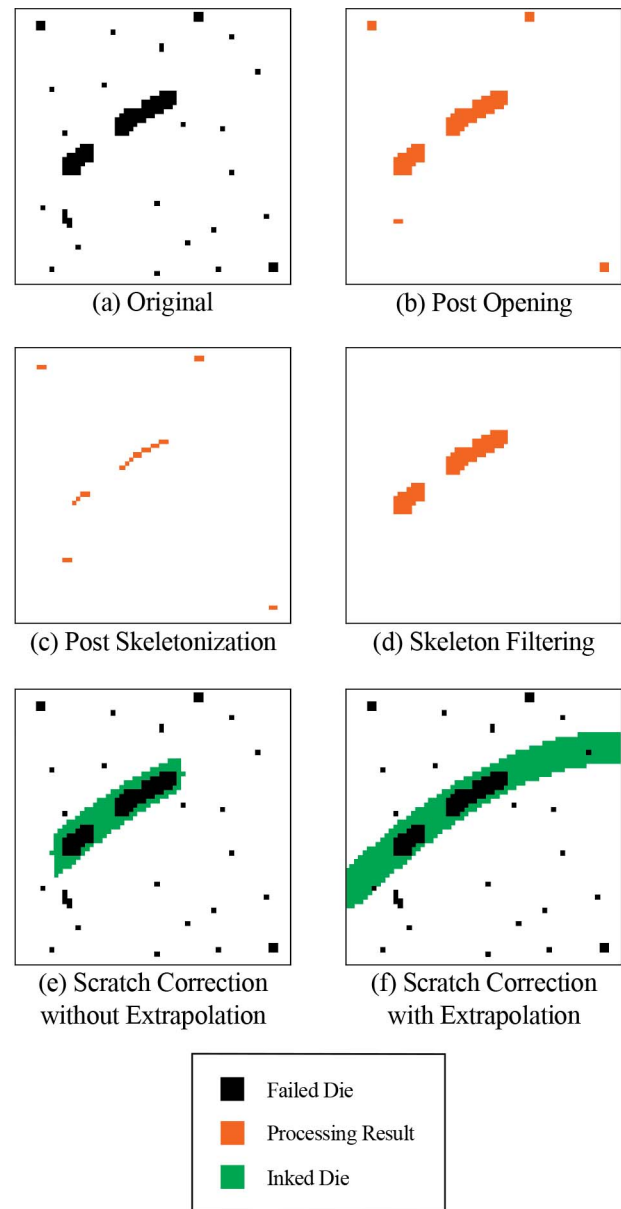 (a) Original
(b) Post Opening
(c) Post Skeletonization
(d) Skeleton Filtering
(e) Scratch Correction
without Extrapolation
(f) Scratch Correction
with Extrapolation
Failed Die
Processing Result
Inked Die